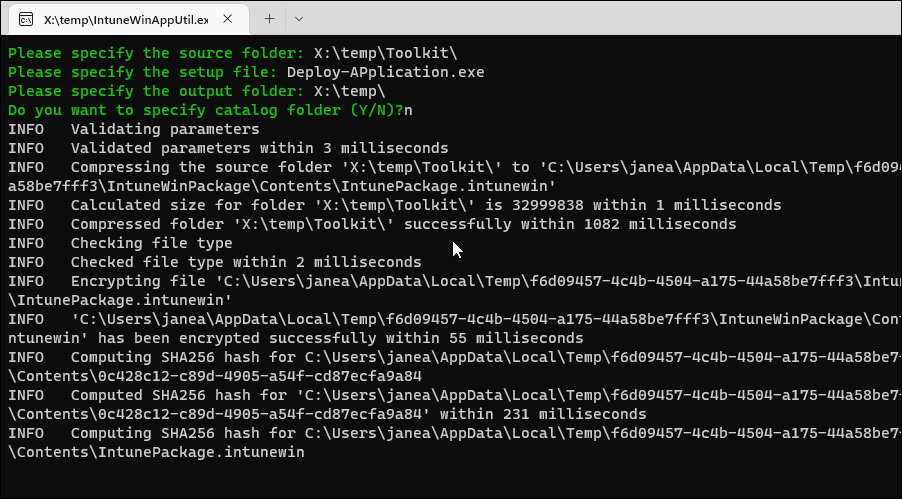 X:\temp\IntuneWinAppUtil.ex
Please specify the source folder: X:\temp\Toolkit\
Please specify the setup file: Deploy-APplication.exe
Please specify the output folder: X:\temp\
Do you want to specify catalog folder (Y/N)?n
INFO   Validating parameters
INFO   Validated parameters within 3 milliseconds
INFO   Compressing the source folder 'X:\temp\Toolkit\' to 'C:\Users\janea\AppData\Local\Temp\f6d09
a58be7fff3\IntuneWinPackage\Contents\IntunePackage.intunewin'
INFO   Calculated size for folder 'X:\temp\Toolkit\' is 32999838 within 1 milliseconds
INFO   Compressed folder 'X:\temp\Toolkit\' successfully within 1082 milliseconds
INFO   Checking file type
INFO   Checked file type within 2 milliseconds
INFO   Encrypting file 'C:\Users\janea\AppData\Local\Temp\f6d09457-4c4b-4504-a175-44a58be7fff3\Intu
\IntunePackage.intunewin'
INFO   'C:\Users\janea\AppData\Local\Temp\f6d09457-4c4b-4504-a175-44a58be7fff3\IntuneWinPackage\Con
ntunewin' has been encrypted successfully within 55 milliseconds
INFO   Computing SHA256 hash for C:\Users\janea\AppData\Local\Temp\f6d09457-4c4b-4504-a175-44a58be7
\Contents\0c428c12-c89d-4905-a54f-cd87ecfa9a84
INFO   Computed SHA256 hash for 'C:\Users\janea\AppData\Local\Temp\f6d09457-4c4b-4504-a175-44a58be7
\Contents\0c428c12-c89d-4905-a54f-cd87ecfa9a84' within 231 milliseconds
INFO   Computing SHA256 hash for C:\Users\janea\AppData\Local\Temp\f6d09457-4c4b-4504-a175-44a58be7
\Contents\IntunePackage.intunewin